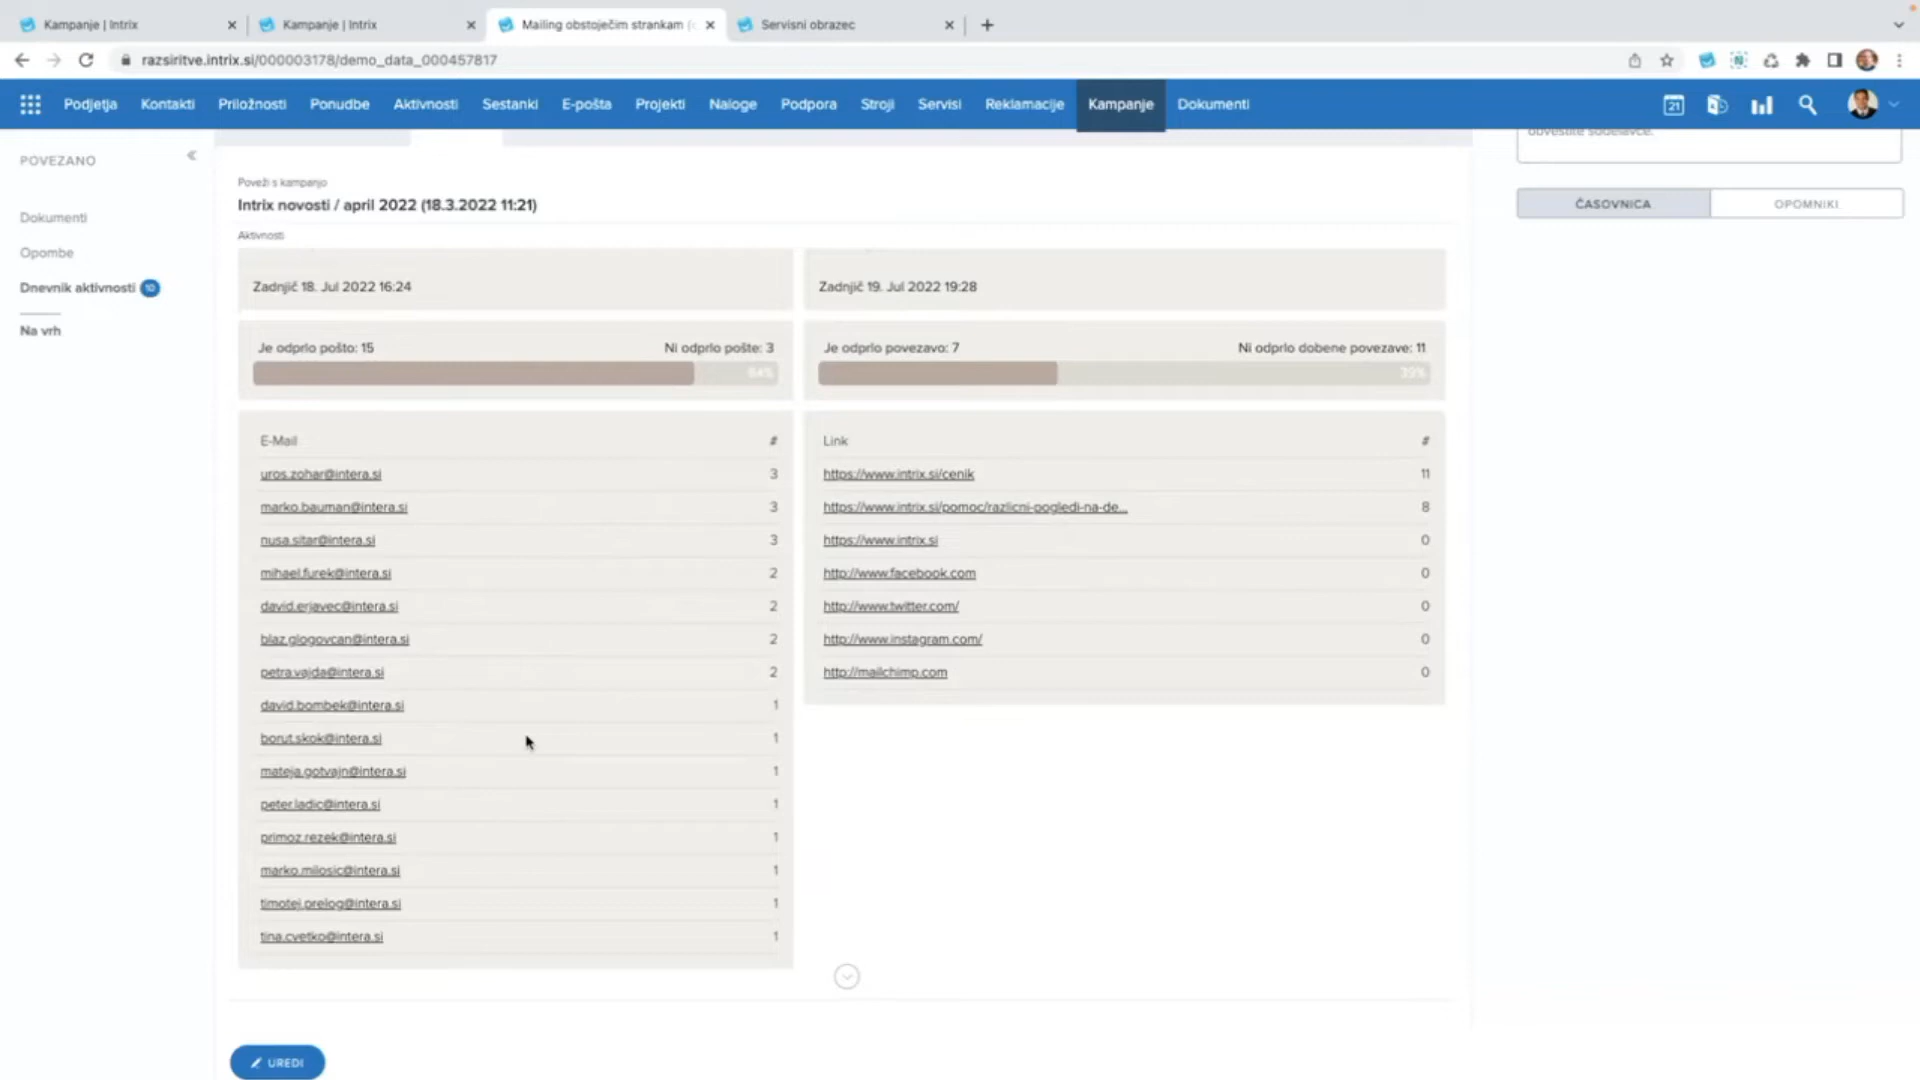 Kampanje | Intrix
Kampanje | Intrix
Mailing obstoječim strankam (
Servisni obrazec
razsiritve.intrix.si/000003178/demo_data_000457817
Podjetja Kontakti Priložnosti Ponudbe Aktivnosti Sestanki E-pošta Projekti Naloge Podpora Stroji Servisi Reklamacije Kampanje Dokumenti
21
POVEZANO
Dokumenti
Opombe
Dnevnik aktivnosti 10
Na vrh
obvestite sodelavce.
ČASOVNICA OPOMNIKI
Poveži s kampanjo
Intrix novosti / april 2022 (18.3.2022 11:21)
Aktivnosti
Zadnjič 18. Jul 2022 16:24
Zadnjič 19. Jul 2022 19:28
Je odprlo pošto: 15 Ni odprlo pošte: 3
84%
Je odprlo povezavo: 7 Ni odprlo dobene povezave: 11
39%
E-Mail #
uros.zohar@intera.si 3
marko.bauman@intera.si 3
nusa.sitar@intera.si 3
mihael.furek@intera.si 2
david.erjavec@intera.si 2
blaz.glogovcan@intera.si 2
petra.vajda@intera.si 2
david.bombek@intera.si 1
borut.skok@intera.si 1
mateja.gotvajn@intera.si 1
peter.ladic@intera.si 1
primoz.rezek@intera.si 1
marko.milosic@intera.si 1
timotej.prelog@intera.si 1
tina.cvetko@intera.si 1
Link #
https://www.intrix.si/cenik 11
https://www.intrix.si/pomoc/razlicni-pogledi-na-de... 8
https://www.intrix.si 0
http://www.facebook.com 0
http://www.twitter.com/ 0
http://www.instagram.com/ 0
http://mailchimp.com 0
UREDI